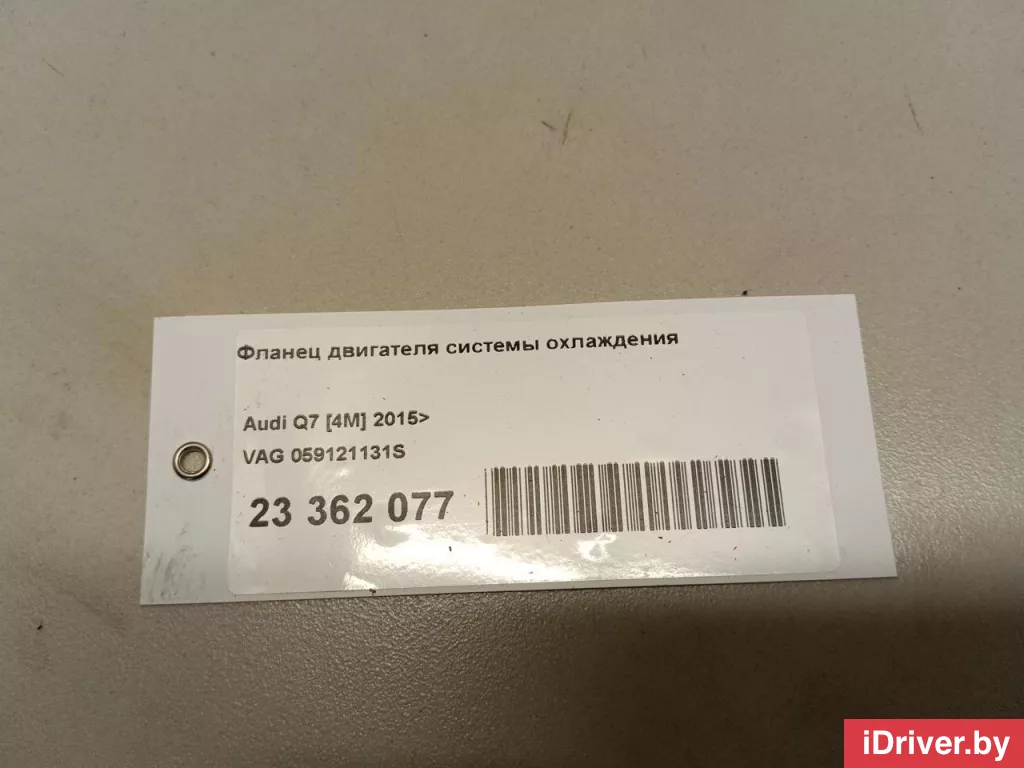 Фланец двигателя системы охлаждения
Audi Q7 [4M] 2015>
VAG 059121131S
23 362 077
iDriver.by